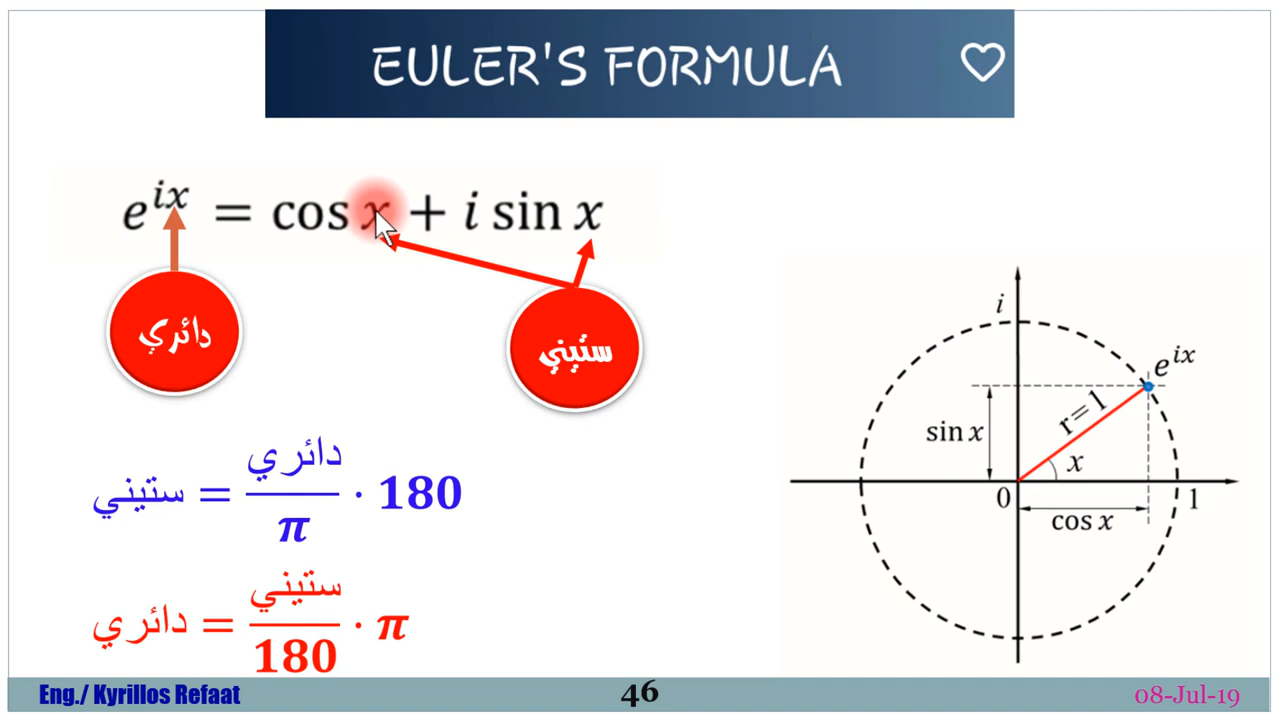 EULER'S FORMULA
e^{ix} = cos x + i sin x
دائري
ستيني
ستيني = دائري / π · 180
دائري = ستيني / 180 · π
i
e^{ix}
r=1
sin x
x
0
1
cos x
Eng./ Kyrillos Refaat
46
08-Jul-19